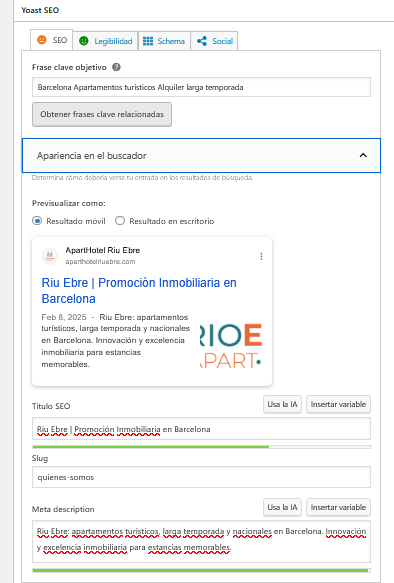 Yoast SEO
SEO
Legibilidad
Schema
Social
Frase clave objetivo
Barcelona Apartamentos turísticos Alquiler larga temporada
Obtener frases clave relacionadas
Apariencia en el buscador
Determina cómo debería verse tu entrada en los resultados de búsqueda.
Previsualizar como:
Resultado móvil
Resultado en escritorio
ApartHotel Riu Ebre
aparthotelriuebre.com
Riu Ebre | Promoción Inmobiliaria en
Barcelona
Feb 8, 2025 - Riu Ebre: apartamentos
turísticos, larga temporada y nacionales
en Barcelona. Innovación y excelencia
inmobiliaria para estancias
memorables.
RIOE
APART·
Título SEO
Usa la IA
Insertar variable
Riu Ebre | Promoción Inmobiliaria en Barcelona
Slug
quienes-somos
Meta description
Usa la IA
Insertar variable
Riu Ebre: apartamentos turísticos, larga temporada y nacionales en Barcelona. Innovación
y excelencia inmobiliaria para estancias memorables.